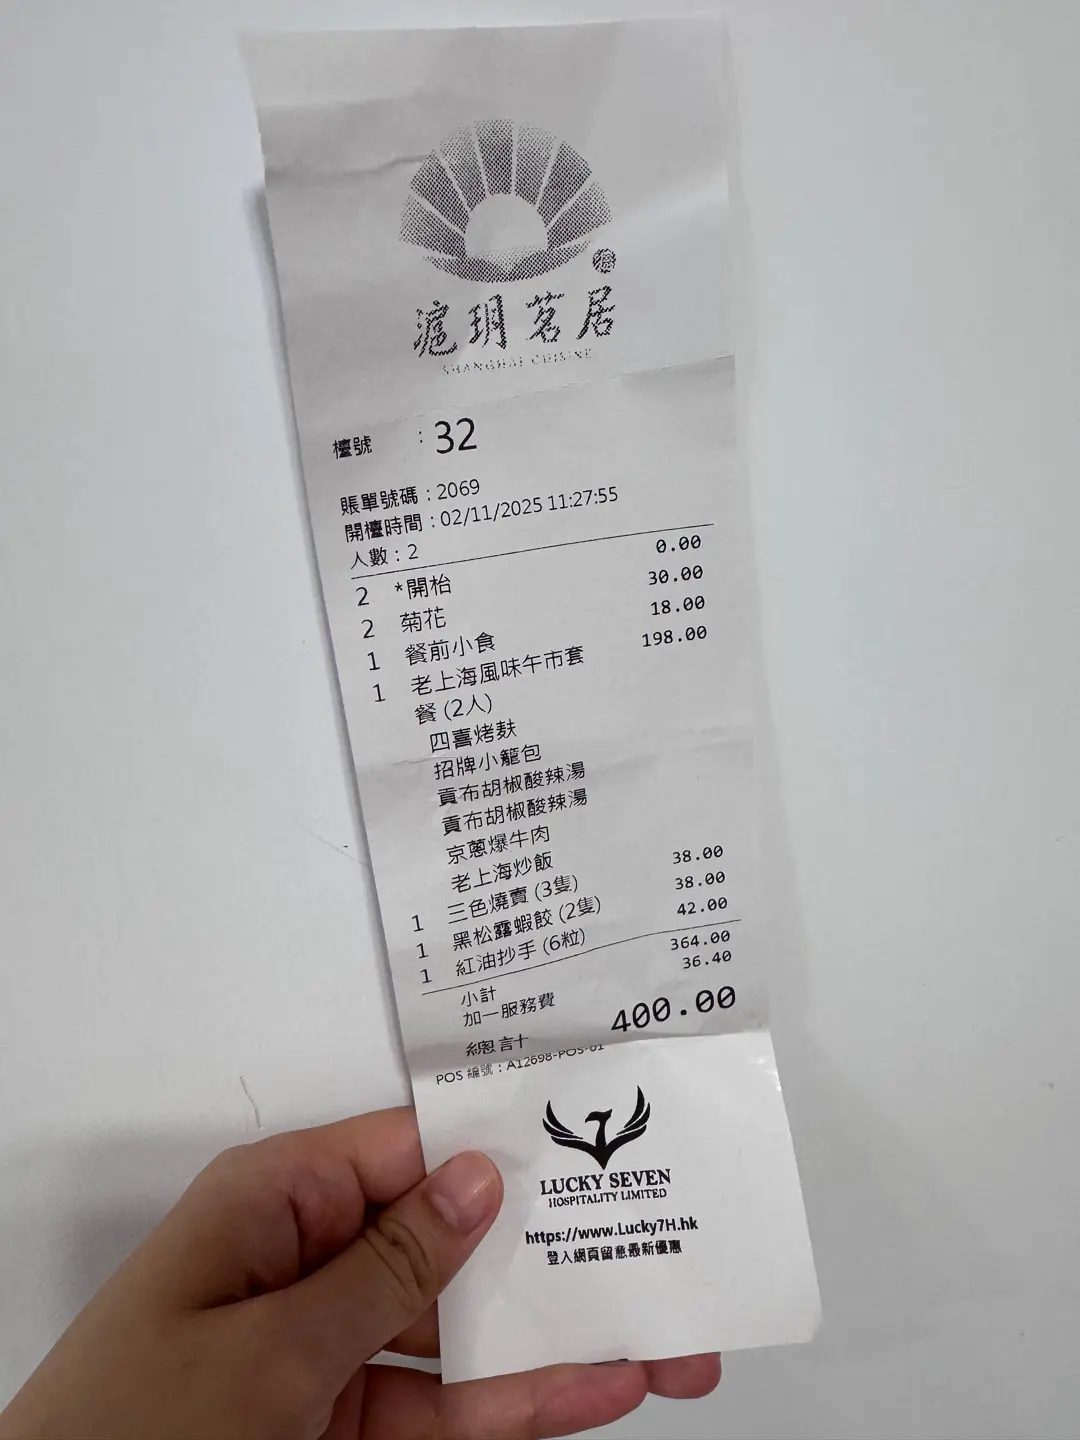 滬玥茗居
SHANGHAI CUISINE
檯號 : 32
賬單號碼 : 2069
開檯時間 : 02/11/2025 11:27:55
人數 : 2
2 *開枱 0.00
2 菊花 30.00
1 餐前小食 18.00
1 老上海風味午市套 198.00
餐 (2人)
四喜烤麩
招牌小籠包
貢布胡椒酸辣湯
貢布胡椒酸辣湯
京蔥爆牛肉
老上海炒飯
1 三色燒賣 (3隻) 38.00
1 黑松露蝦餃 (2隻) 38.00
1 紅油抄手 (6粒) 42.00
小計 364.00
加一服務費 36.40
總計 400.00
POS 編號 : A12698-POS-01
LUCKY SEVEN
HOSPITALITY LIMITED
https://www.Lucky7H.hk
登入網頁留意最新優惠